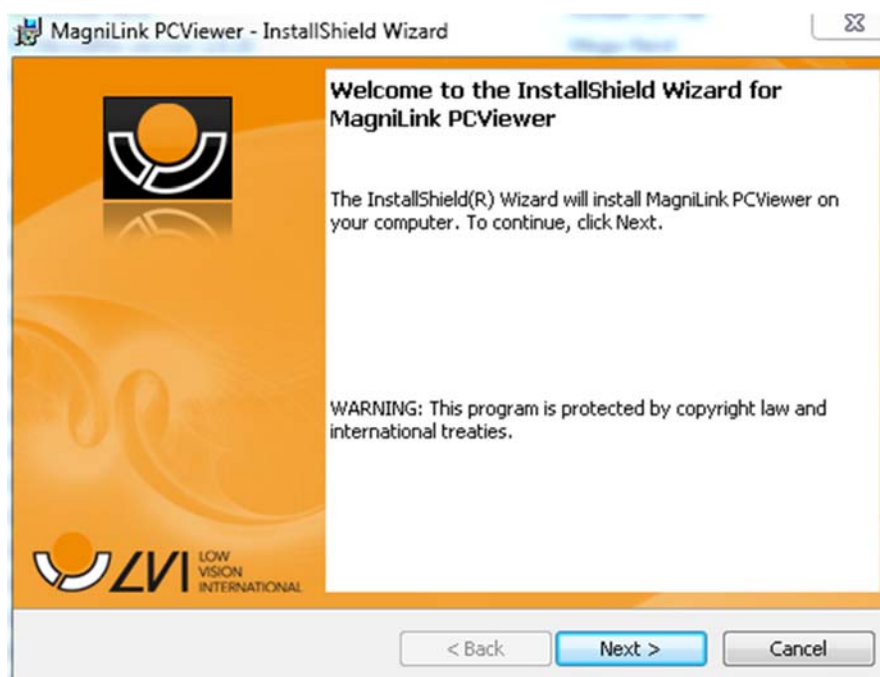 MagniLink PCViewer - InstallShield Wizard
Welcome to the InstallShield Wizard for
MagniLink PCViewer
The InstallShield(R) Wizard will install MagniLink PCViewer on
your computer. To continue, click Next.
WARNING: This program is protected by copyright law and
international treaties.
LVI
LOW
VISION
INTERNATIONAL
< Back
Next >
Cancel